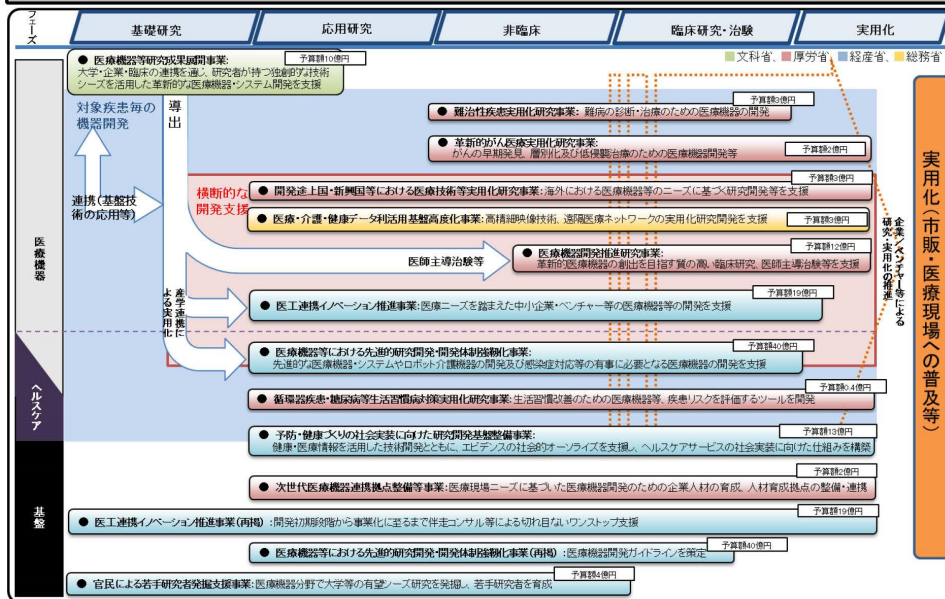 フェーズ
基礎研究
応用研究
非臨床
臨床研究・治験
実用化
文科省、厚労省、経産省、総務省
予算額10億円
● 医療機器等研究成果展開事業:
大学・企業・臨床の連携を通じ、研究者が持つ独創的な技術
シーズを活用した革新的な医療機器・システム開発を支援
対象疾患毎の
機器開発
導出
予算額3億円
● 難治性疾患実用化研究事業: 難病の診断・治療のための医療機器の開発
● 革新的がん医療実用化研究事業:
がんの早期発見、層別化及び低侵襲治療のための医療機器開発等
予算額2億円
連携(基盤技
術の応用等)
横断的な
開発支援
予算額3億円
● 開発途上国・新興国等における医療技術等実用化研究事業: 海外における医療機器等のニーズに基づく研究開発等を支援
● 医療・介護・健康データ利活用基盤高度化事業: 高精細映像技術、遠隔医療ネットワークの実用化研究開発を支援
予算額3億円
医療機器
予算額12億円
● 医療機器開発推進研究事業:
革新的医療機器の創出を目指す質の高い臨床研究、医師主導治験等を支援
医師主導治験等
企業/ベンチャー等による
研究・実用化の推進
実用化(市販・医療現場への普及等)
産学連携に
よる実用化
予算額19億円
● 医工連携イノベーション推進事業: 医療ニーズを踏まえた中小企業・ベンチャー等の医療機器等の開発を支援
● 医療機器等における先進的研究開発・開発体制強靭化事業:
先進的な医療機器・システムやロボット介護機器の開発及び感染症対応等の有事に必要となる医療機器の開発を支援
予算額40億円
ヘルスケア
予算額0.4億円
● 循環器疾患・糖尿病等生活習慣病対策実用化研究事業: 生活習慣改善のための医療機器等、疾患リスクを評価するツールを開発
予算額13億円
● 予防・健康づくりの社会実装に向けた研究開発基盤整備事業:
健康・医療情報を活用した技術開発とともに、エビデンスの社会的オーソライズを支援し、ヘルスケアサービスの社会実装に向けた仕組みを構築
基盤
予算額2億円
● 次世代医療機器連携拠点整備等事業: 医療現場ニーズに基づいた医療機器開発のための企業人材の育成、人材育成拠点の整備・連携
● 医工連携イノベーション推進事業(再掲): 開発初期段階から事業化に至るまで伴走コンサル等による切れ目ないワンストップ支援
予算額19億円
● 医療機器等における先進的研究開発・開発体制強靭化事業(再掲): 医療機器開発ガイドラインを策定
予算額40億円
予算額4億円
● 官民による若手研究者発掘支援事業: 医療機器分野で大学等の有望シーズ研究を発掘し、若手研究者を育成